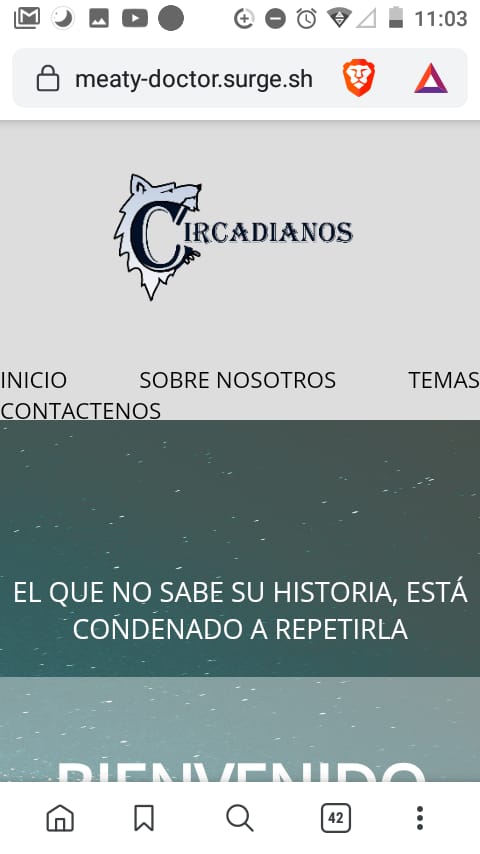 11:03
meaty-doctor.surge.sh
CIRCADIANOS
INICIO SOBRE NOSOTROS TEMAS
CONTACTENOS
EL QUE NO SABE SU HISTORIA, ESTÁ
CONDENADO A REPETIRLA
BIENVENIDO
42